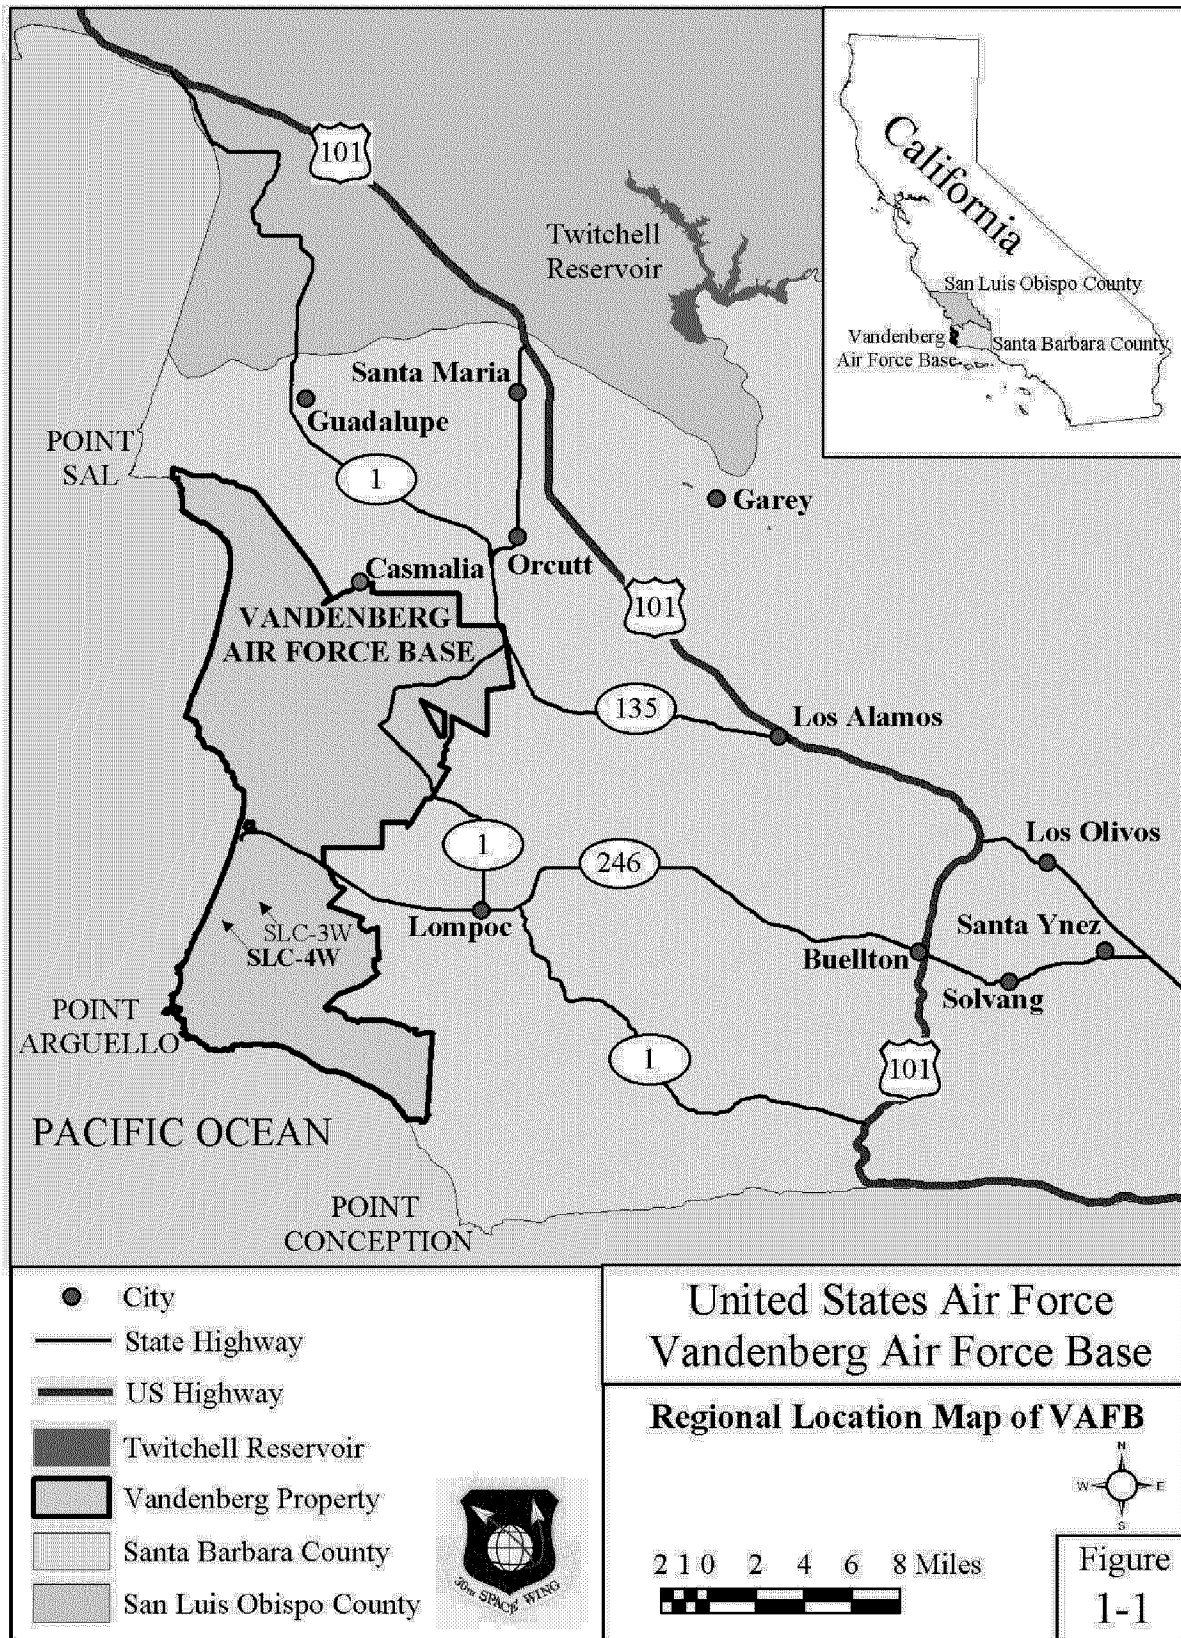 101
California
Twitchell
Reservoir
San Luis Obispo County
Vandenberg
Air Force Base
Santa Barbara County
Santa Maria
Guadalupe
POINT
SAL
1
Garey
Orcutt
Casmalia
101
VANDENBERG
AIR FORCE BASE
135
Los Alamos
1
246
Los Olivos
Lompoc
Santa Ynez
SLC-3W
SLC-4W
Buellton
Solvang
POINT
ARGUELLO
1
101
PACIFIC OCEAN
POINT
CONCEPTION
City
State Highway
US Highway
Twitchell Reservoir
Vandenberg Property
Santa Barbara County
San Luis Obispo County
30TH SPACE WING
United States Air Force
Vandenberg Air Force Base
Regional Location Map of VAFB
N
W E
S
2 1 0 2 4 6 8 Miles
Figure
1-1